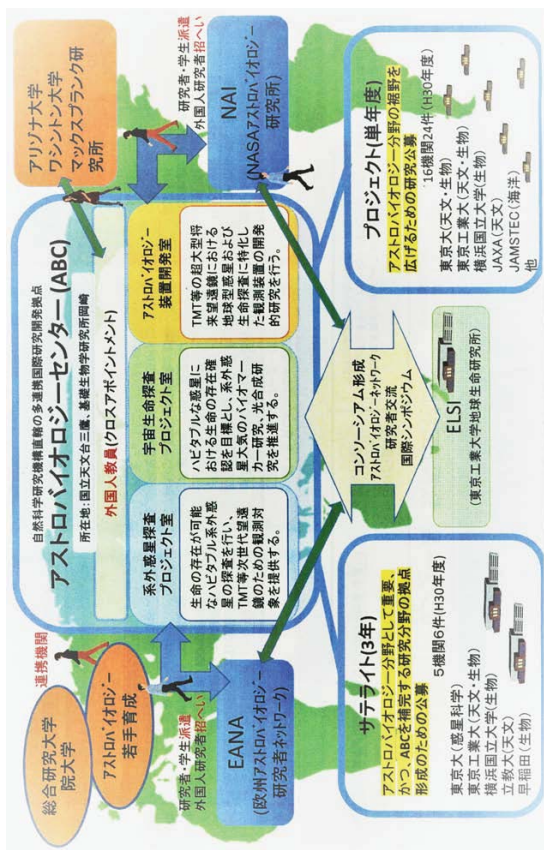 自然科学研究機構直轄の多連携国際研究開発拠点
アストロバイオロジーセンター (ABC)
所在地：国立天文台三鷹、基礎生物学研究所岡崎
外国人教員(クロスアポイントメント)
系外惑星探査
プロジェクト室
生命の存在が可能
なハビタブル系外惑
星の探査を行い、
TMT等次世代望遠
鏡のための観測対
象を提供する。
宇宙生命探査
プロジェクト室
ハビタブルな惑星に
おける生命の存在確
認を目標とし、系外惑
星大気のバイオマー
カー研究、光合成研
究を推進する。
アストロバイオロジー
装置開発室
TMT等の超大型将
来望遠鏡における
地球型惑星および
生命探査に特化し
た観測装置の開発
的研究を行う。
総合研究大学
院大学
連携機関
アストロバイオロジー
若手育成
アリゾナ大学
ワシントン大学
マックスプランク研
究所
研究者・学生派遣
外国人研究者招へい
EANA
(欧州アストロバイオロジー
研究者ネットワーク)
研究者・学生派遣
外国人研究者招へい
NAI
(NASAアストロバイオロジー
研究所)
コンソーシアム形成
アストロバイオロジーネットワーク
研究者交流
国際シンポジウム
ELSI
(東京工業大学地球生命研究所)
サテライト(3年)
アストロバイオロジー分野として重要、
かつ、ABCを補完する研究分野の拠点
形成のための公募
5機関6件(H30年度)
東京大(惑星科学)
東京工業大(天文・生物)
横浜国立大学(生物)
立教大(天文)
早稲田(生物)
プロジェクト(単年度)
アストロバイオロジー分野の裾野を
広げるための研究公募
'16機関24件(H30年度)
東京大(天文・生物)
東京工業大(天文・生物)
横浜国立大学(生物)
JAXA(天文)
JAMSTEC(海洋)
他